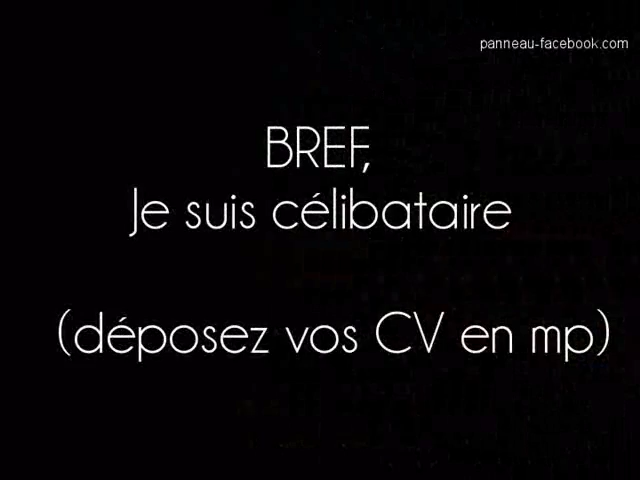 panneau-facebook.com
BREF,
Je suis célibataire
(déposez vos CV en mp)